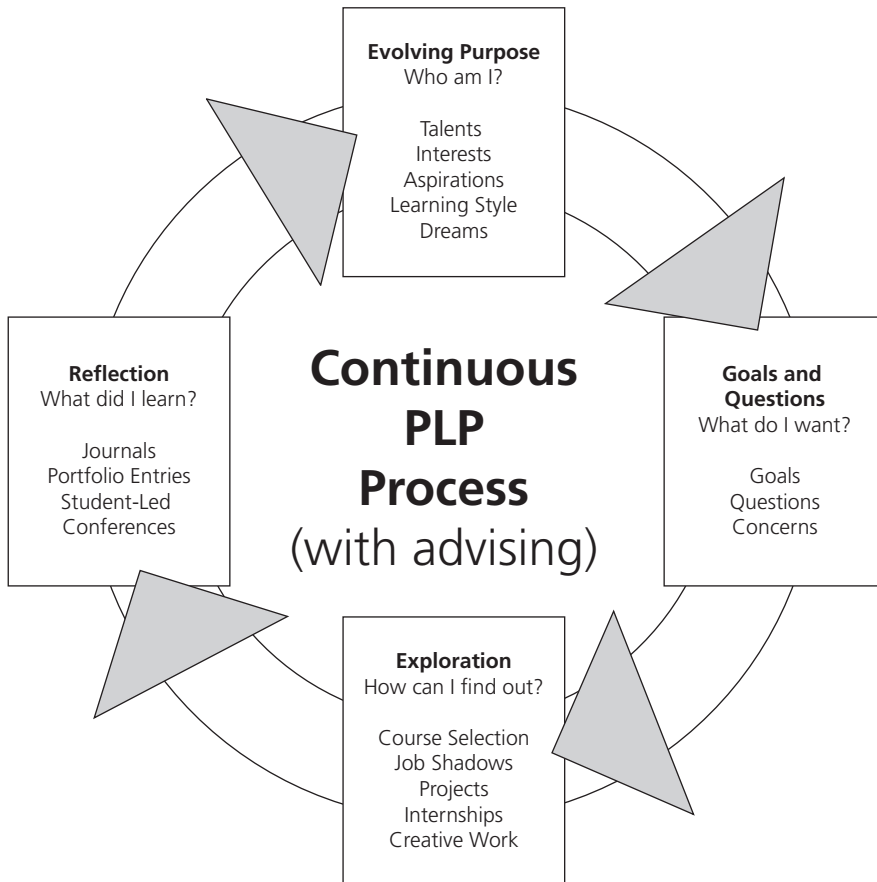 Evolving Purpose
Who am I?
Talents
Interests
Aspirations
Learning Style
Dreams
Reflection
What did I learn?
Journals
Portfolio Entries
Student-Led
Conferences
Continuous
PLP
Process
(with advising)
Goals and
Questions
What do I want?
Goals
Questions
Concerns
Exploration
How can I find out?
Course Selection
Job Shadows
Projects
Internships
Creative Work